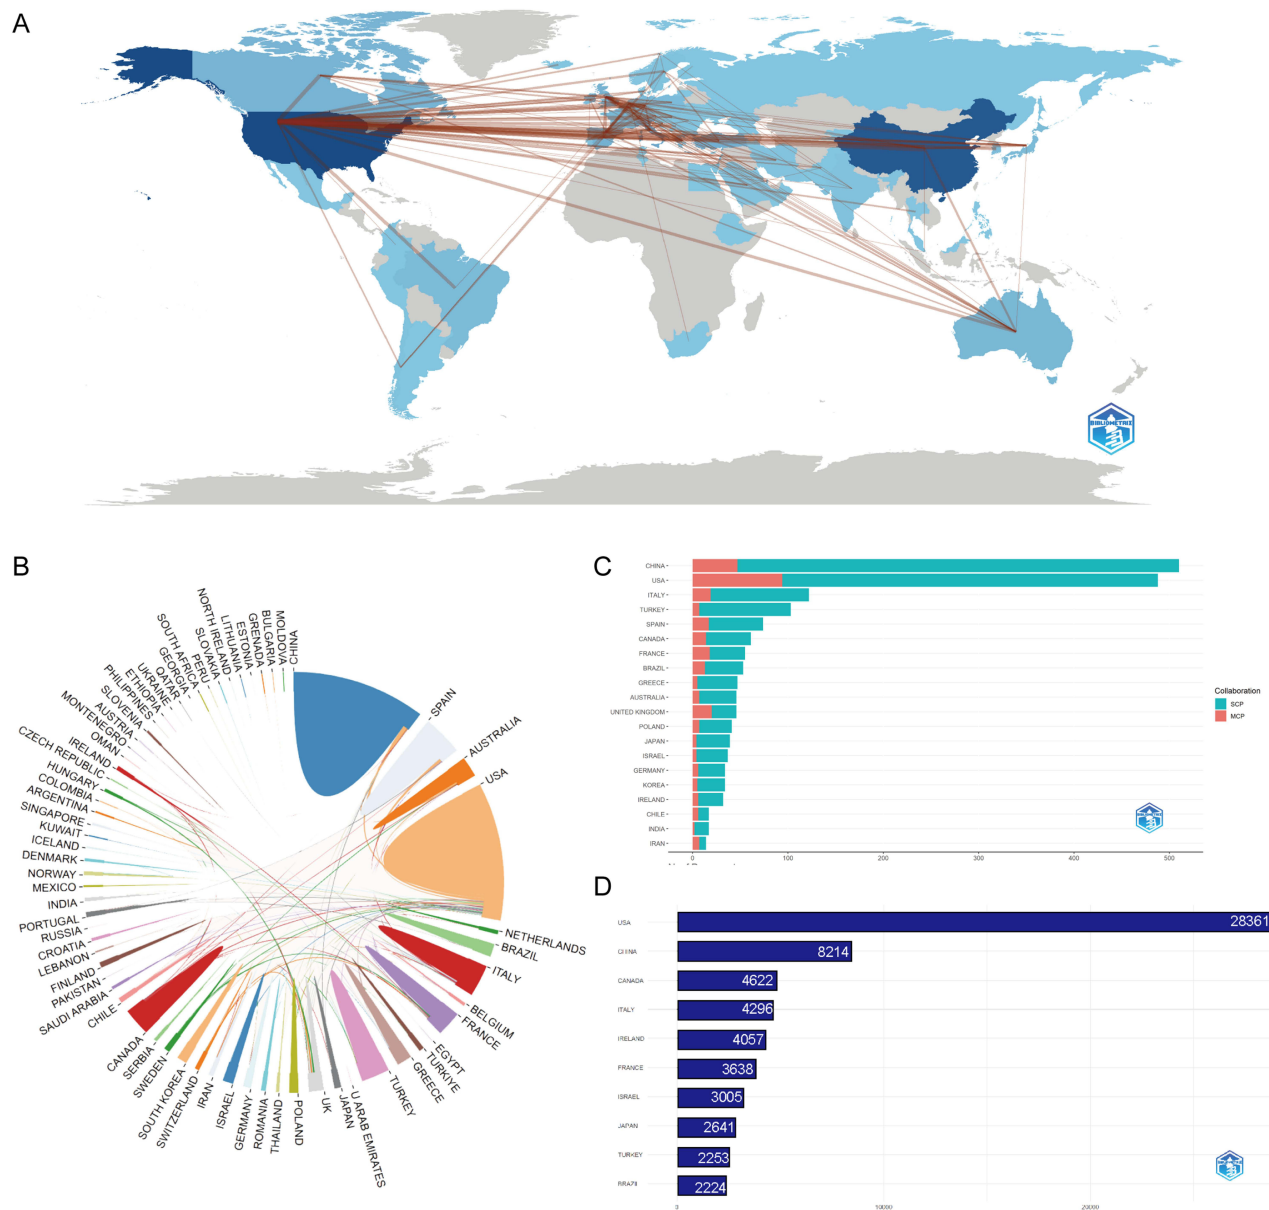 A
BIBLIOMETRIX
B
CHINA
SPAIN
AUSTRALIA
USA
NETHERLANDS
BRAZIL
ITALY
BELGIUM
FRANCE
EGYPT
TURKIYE
GREECE
TURKEY
U ARAB EMIRATES
JAPAN
UK
POLAND
THAILAND
ROMANIA
GERMANY
ISRAEL
IRAN
SWITZERLAND
SOUTH KOREA
SWEDEN
SERBIA
CANADA
CHILE
SAUDI ARABIA
PAKISTAN
FINLAND
LEBANON
CROATIA
RUSSIA
PORTUGAL
INDIA
MEXICO
NORWAY
DENMARK
ICELAND
KUWAIT
SINGAPORE
ARGENTINA
COLOMBIA
HUNGARY
CZECH REPUBLIC
IRELAND
OMAN
MONTENEGRO
AUSTRIA
SLOVENIA
PHILIPPINES
ETHIOPIA
UKRAINE
QATAR
GEORGIA
SOUTH AFRICA
PERU
SLOVAKIA
NORTH IRELAND
LITHUANIA
ESTONIA
GRENADA
BULGARIA
MOLDOVA
C
CHINA
USA
ITALY
TURKEY
SPAIN
CANADA
FRANCE
BRAZIL
GREECE
AUSTRALIA
UNITED KINGDOM
POLAND
JAPAN
ISRAEL
GERMANY
KOREA
IRELAND
CHILE
INDIA
IRAN
0 100 200 300 400 500
Collaboration
SCP
MCP
D
USA 28361
CHINA 8214
CANADA 4622
ITALY 4296
IRELAND 4057
FRANCE 3638
ISRAEL 3005
JAPAN 2641
TURKEY 2253
BRAZIL 2224
0 10000 20000